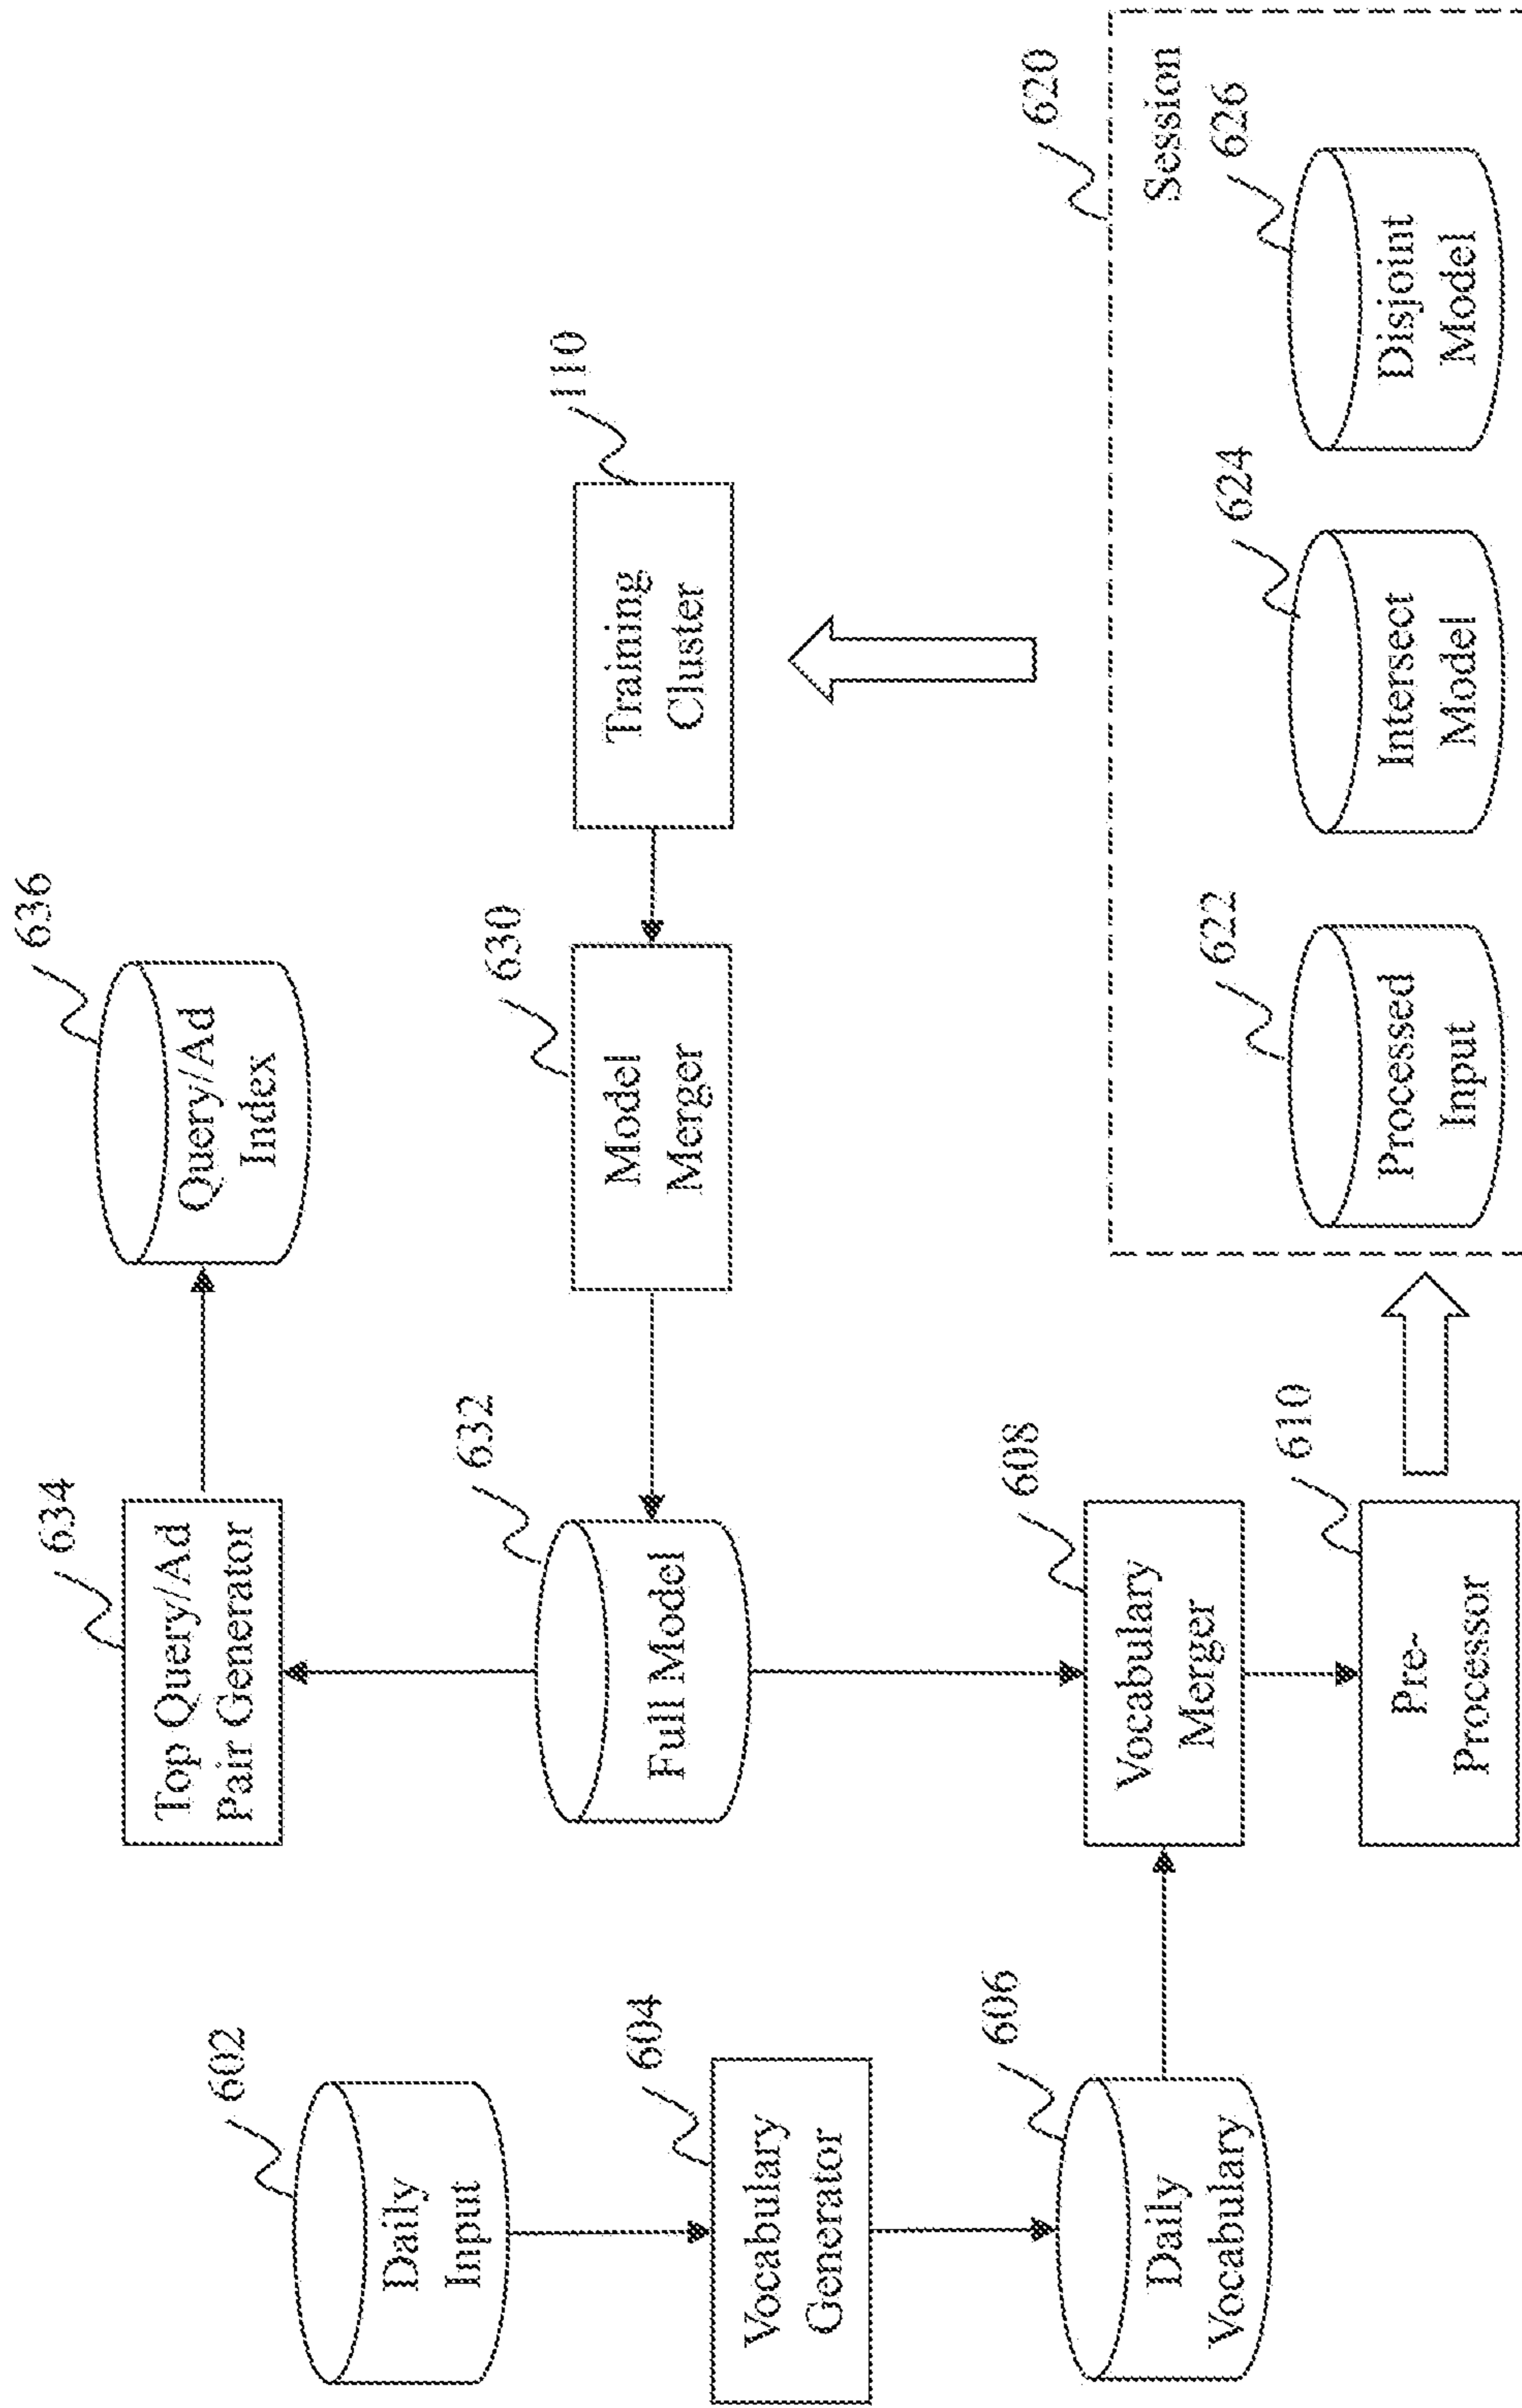 634
Top Query/Ad
Pair Generator
636
Query/Ad
Index
602
Daily
Input
632
Full Model
630
Model
Merger
110
Training
Cluster
604
Vocabulary
Generator
606
Daily
Vocabulary
608
Vocabulary
Merger
610
Pre-
Processor
620
Session
622
Processed
Input
624
Intersect
Model
626
Disjoint
Model